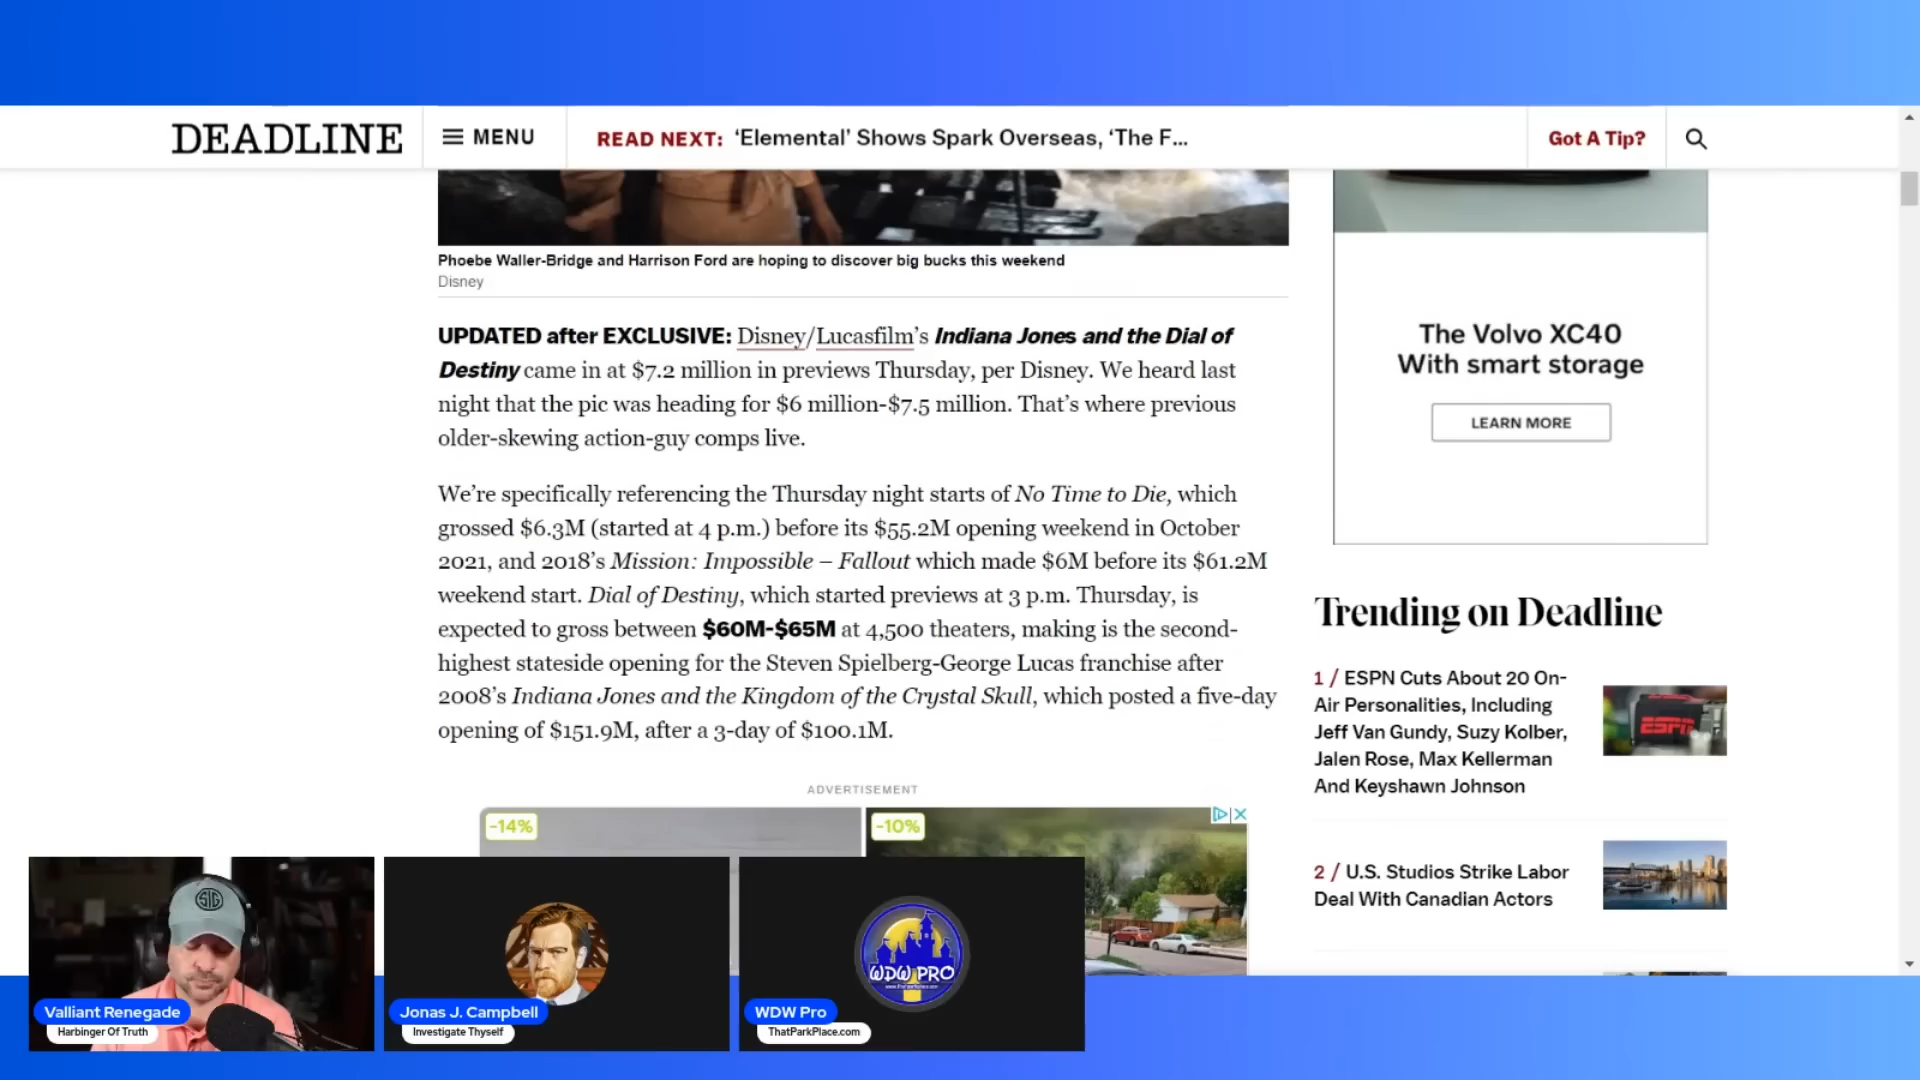 DEADLINE
MENU
READ NEXT: ‘Elemental’ Shows Spark Overseas, ‘The F...
Got A Tip?
Phoebe Waller-Bridge and Harrison Ford are hoping to discover big bucks this weekend
Disney
UPDATED after EXCLUSIVE: Disney/Lucasfilm’s Indiana Jones and the Dial of
Destiny came in at $7.2 million in previews Thursday, per Disney. We heard last
night that the pic was heading for $6 million-$7.5 million. That’s where previous
older-skewing action-guy comps live.
We’re specifically referencing the Thursday night starts of No Time to Die, which
grossed $6.3M (started at 4 p.m.) before its $55.2M opening weekend in October
2021, and 2018’s Mission: Impossible – Fallout which made $6M before its $61.2M
weekend start. Dial of Destiny, which started previews at 3 p.m. Thursday, is
expected to gross between $60M-$65M at 4,500 theaters, making is the second-
highest stateside opening for the Steven Spielberg-George Lucas franchise after
2008’s Indiana Jones and the Kingdom of the Crystal Skull, which posted a five-day
opening of $151.9M, after a 3-day of $100.1M.
ADVERTISEMENT
-14%
-10%
The Volvo XC40
With smart storage
LEARN MORE
Trending on Deadline
1 / ESPN Cuts About 20 On-
Air Personalities, Including
Jeff Van Gundy, Suzy Kolber,
Jalen Rose, Max Kellerman
And Keyshawn Johnson
ESPN
2 / U.S. Studios Strike Labor
Deal With Canadian Actors
SIG
Valliant Renegade
Harbinger Of Truth
Jonas J. Campbell
Investigate Thyself
WDW PRO
www.thatparkplace.com
WDW Pro
ThatParkPlace.com